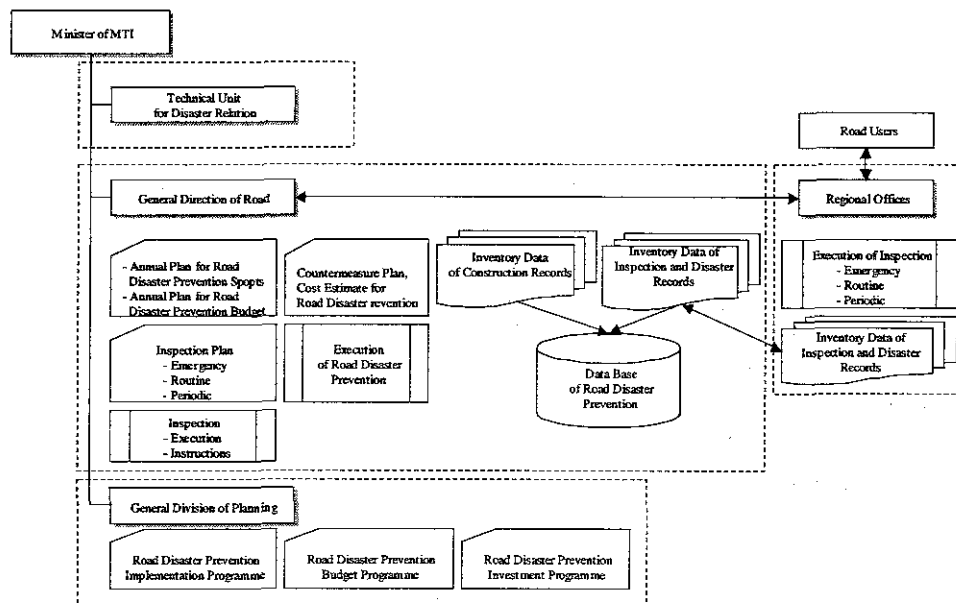 Minister of MTI
Technical Unit
for Disaster Relation
Road Users
General Direction of Road
Regional Offices
- Annual Plan for Road
Disaster Prevention Spopts
- Annual Plan for Road
Disaster Prevention Budget
Countermeasure Plan,
Cost Estimate for
Road Disaster revention
Inventory Data
of Construction Records
Inventory Data of
Inspection and Disaster
Records
Execution of Inspection
- Emergency
- Routine
- Periodic
Inspection Plan
- Emergency
- Routine
- Periodic
Execution
of Road Disaster
Prevention
Data Base
of Road Disaster
Prevention
Inventory Data of
Inspection and Disaster
Records
Inspection
- Execution
- Instructions
General Division of Planning
Road Disaster Prevention
Implementation Programme
Road Disaster Prevention
Budget Programme
Road Disaster Prevention
Investment Programme